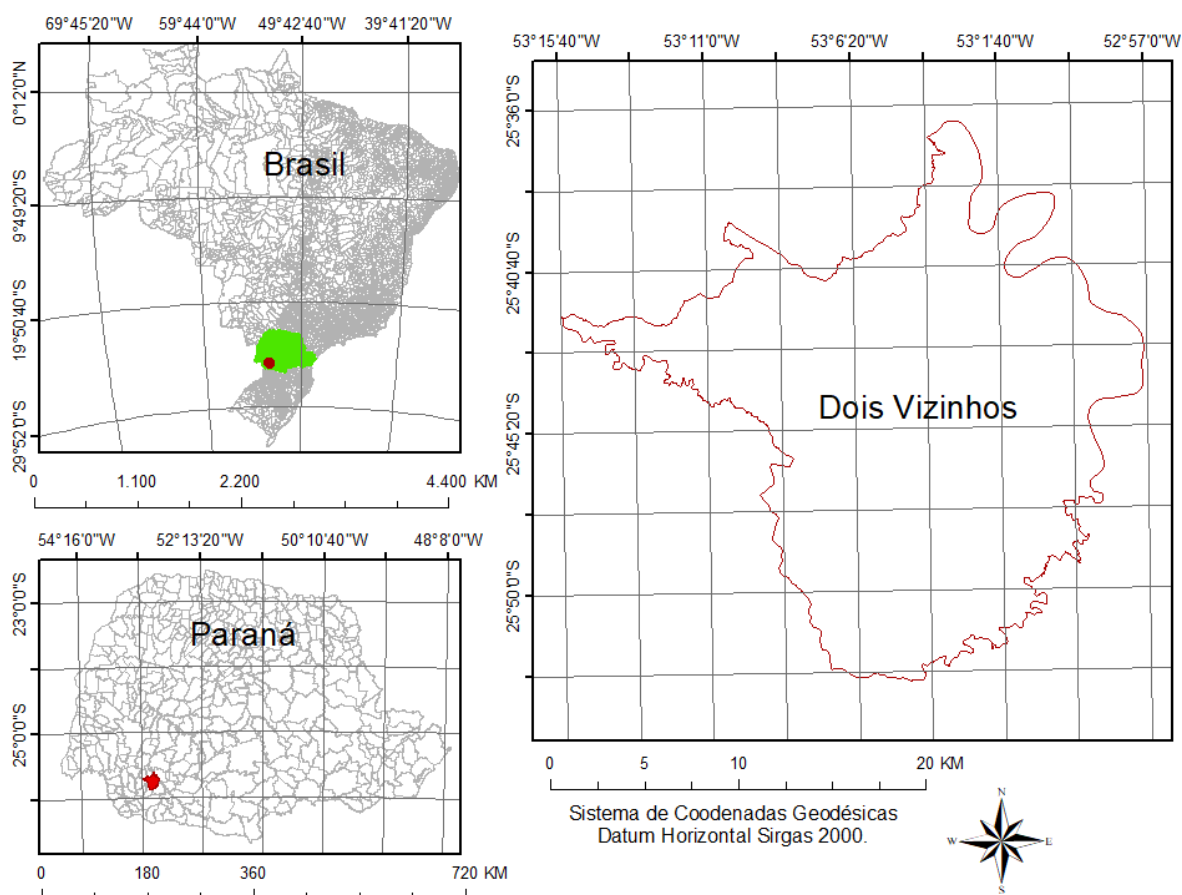 69°45'20"W 59°44'0"W 49°42'40"W 39°41'20"W
0°12'0"N
9°49'20"S
19°50'40"S
29°52'0"S
Brasil
0 1.100 2.200 4.400 KM
54°16'0"W 52°13'20"W 50°10'40"W 48°8'0"W
23°0'0"S
25°0'0"S
Paraná
0 180 360 720 KM
53°15'40"W 53°11'0"W 53°6'20"W 53°1'40"W 52°57'0"W
25°36'0"S
25°40'40"S
25°45'20"S
25°50'0"S
Dois Vizinhos
0 5 10 20 KM
Sistema de Coodenadas Geodésicas
Datum Horizontal Sirgas 2000.
N
W E
S